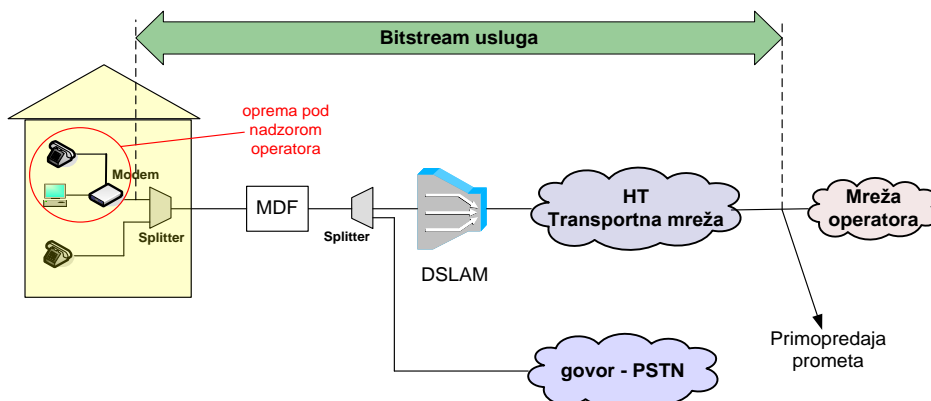 Bitstream usluga
oprema pod
nadzorom
operatora
Modem
Splitter
MDF
Splitter
DSLAM
HT
Transportna mreža
Mreža
operatora
Primopredaja
prometa
govor - PSTN